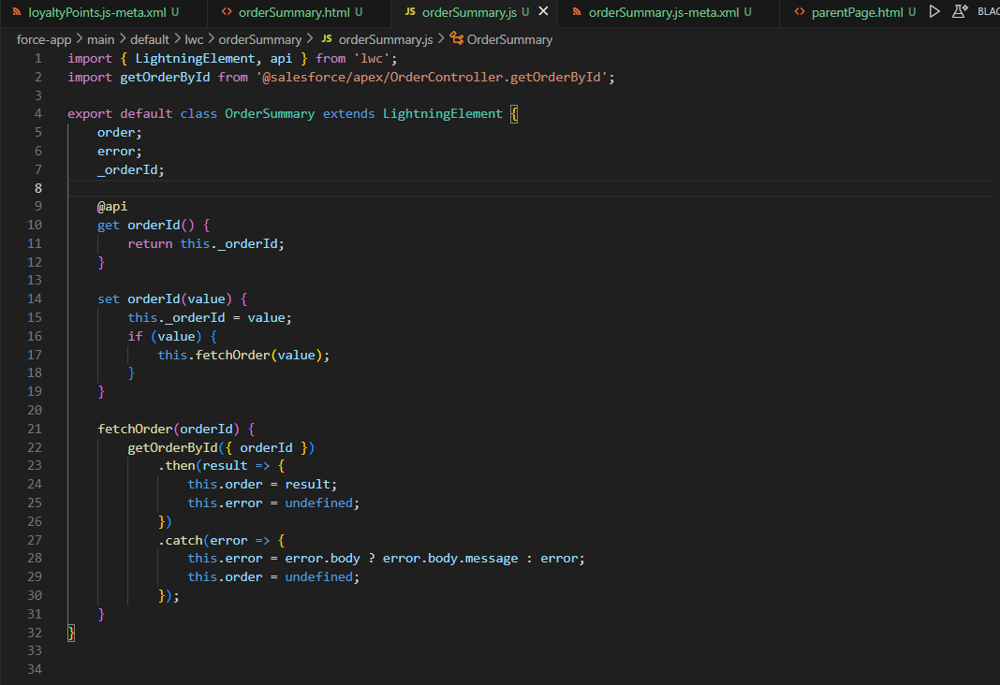 loyaltyPoints.js-meta.xml U
orderSummary.html U
JS orderSummary.js U
orderSummary.js-meta.xml U
parentPage.html U
BLAC
force-app > main > default > lwc > orderSummary > JS orderSummary.js > OrderSummary
1 import { LightningElement, api } from 'lwc';
2 import getOrderById from '@salesforce/apex/OrderController.getOrderById';
3
4 export default class OrderSummary extends LightningElement {
5     order;
6     error;
7     _orderId;
8
9     @api
10     get orderId() {
11         return this._orderId;
12     }
13
14     set orderId(value) {
15         this._orderId = value;
16         if (value) {
17             this.fetchOrder(value);
18         }
19     }
20
21     fetchOrder(orderId) {
22         getOrderById({ orderId })
23             .then(result => {
24                 this.order = result;
25                 this.error = undefined;
26             })
27             .catch(error => {
28                 this.error = error.body ? error.body.message : error;
29                 this.order = undefined;
30             });
31     }
32 }
33
34